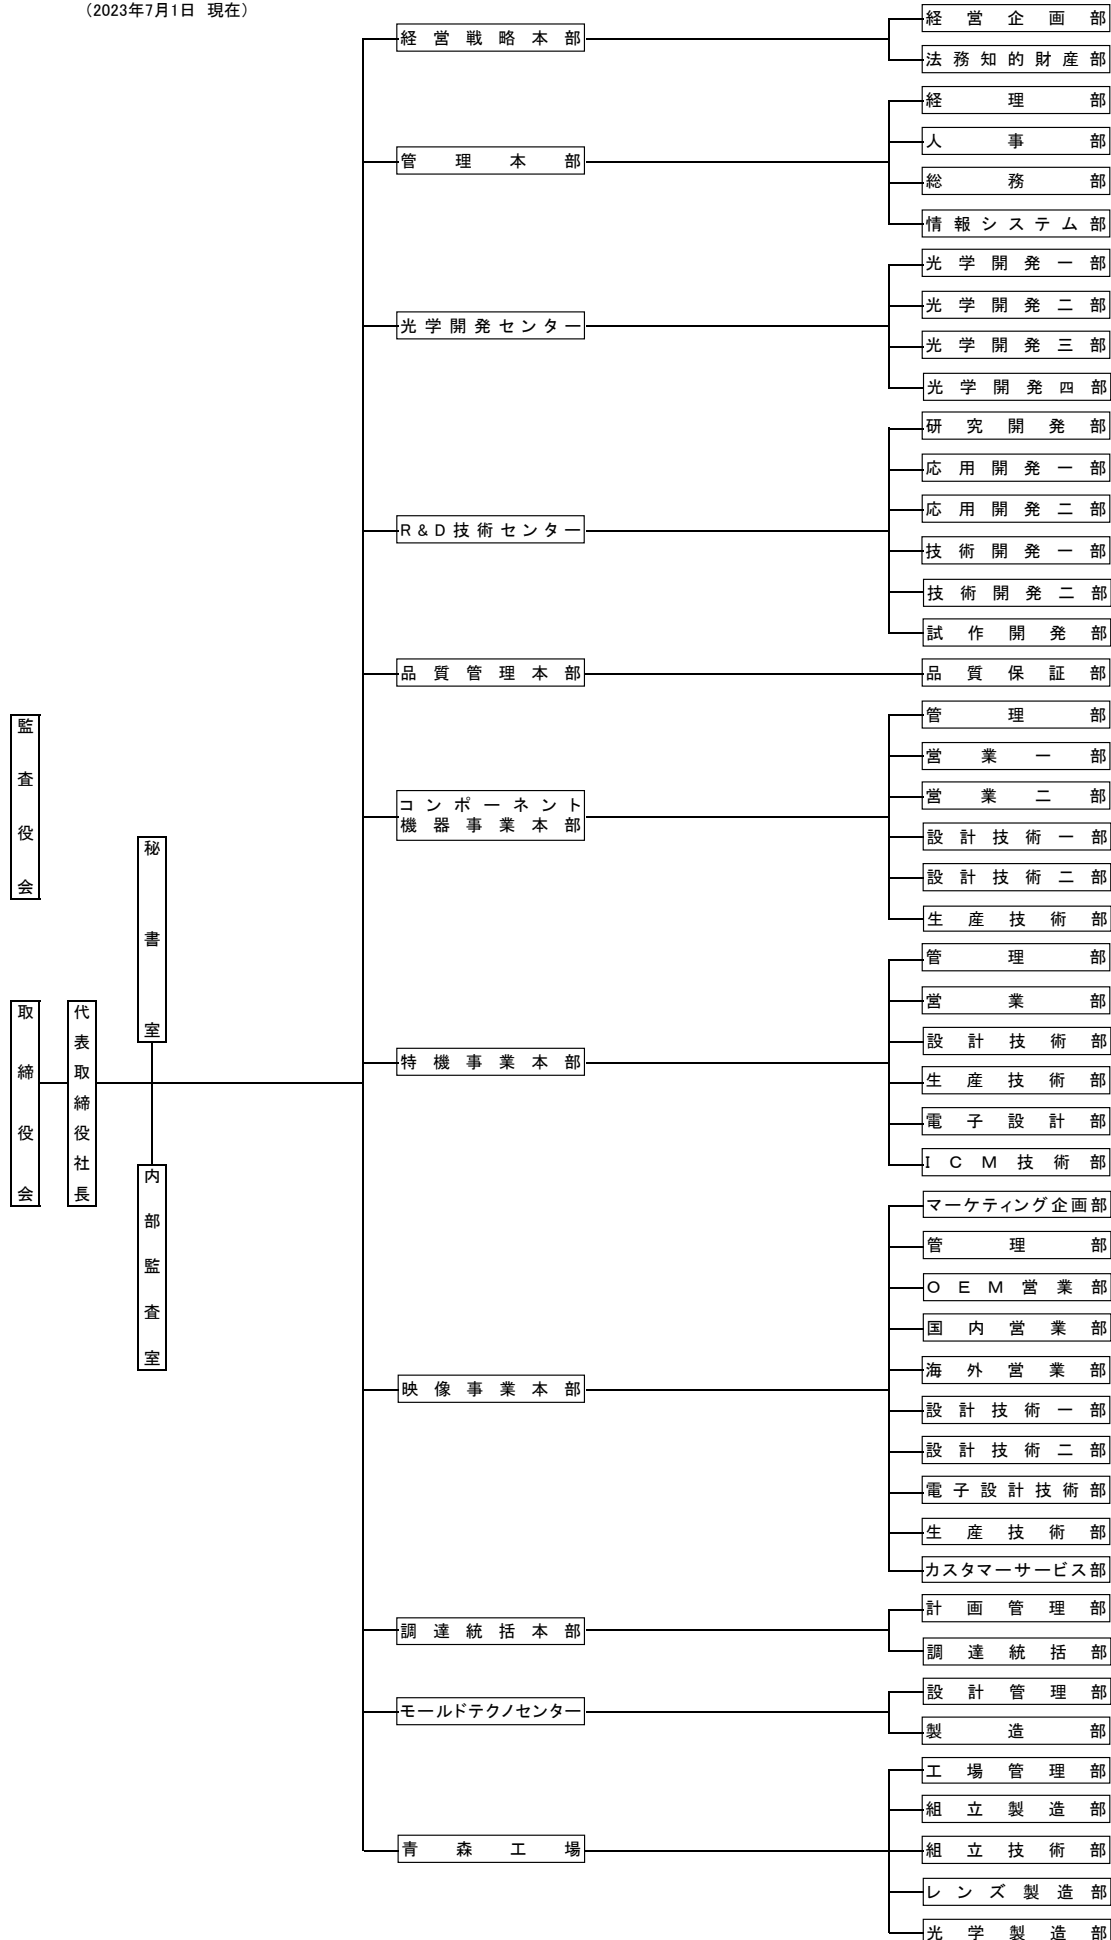 （2023年7月1日 現在）
監査役会
取締役会
代表取締役社長
秘書室
内部監査室
経営戦略本部
経営企画部
法務知的財産部
管理本部
経理部
人事部
総務部
情報システム部
光学開発センター
光学開発一部
光学開発二部
光学開発三部
光学開発四部
R&D技術センター
研究開発部
応用開発一部
応用開発二部
技術開発一部
技術開発二部
試作開発部
品質管理本部
品質保証部
コンポーネント
機器事業本部
管理部
営業一部
営業二部
設計技術一部
設計技術二部
生産技術部
特機事業本部
管理部
営業部
設計技術部
生産技術部
電子設計部
ICM技術部
映像事業本部
マーケティング企画部
管理部
OEM営業部
国内営業部
海外営業部
設計技術一部
設計技術二部
電子設計技術部
生産技術部
カスタマーサービス部
調達統括本部
計画管理部
調達統括部
モールドテクノセンター
設計管理部
製造部
青森工場
工場管理部
組立製造部
組立技術部
レンズ製造部
光学製造部